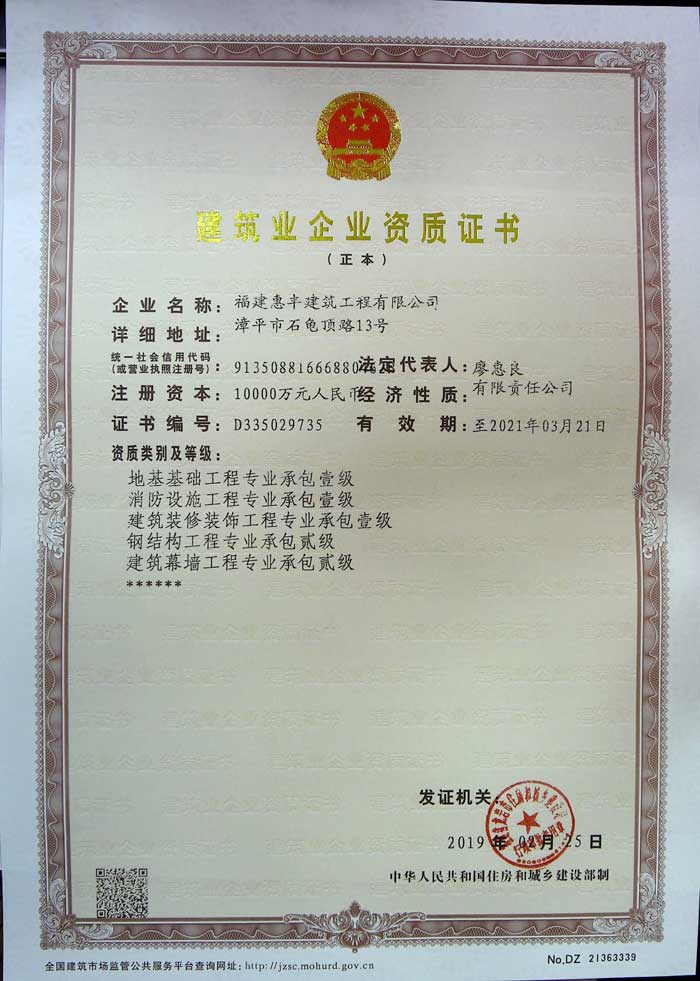 建筑业企业资质证书
（正本）
企业名称：福建惠丰建筑工程有限公司
详细地址：漳平市石龟顶路13号
统一社会信用代码
（或营业执照注册号）：91350881666880 法定代表人：廖惠良
注册资本：10000万元人民币 经济性质：有限责任公司
证书编号：D335029735 有效期：至2021年03月21日
资质类别及等级：
地基基础工程专业承包壹级
消防设施工程专业承包壹级
建筑装修装饰工程专业承包壹级
钢结构工程专业承包贰级
建筑幕墙工程专业承包贰级
******
发证机关：
2019年02月25日
中华人民共和国住房和城乡建设部制
全国建筑市场监管公共服务平台查询网址：http://jzsc.mohurd.gov.cn
No.DZ 21363339